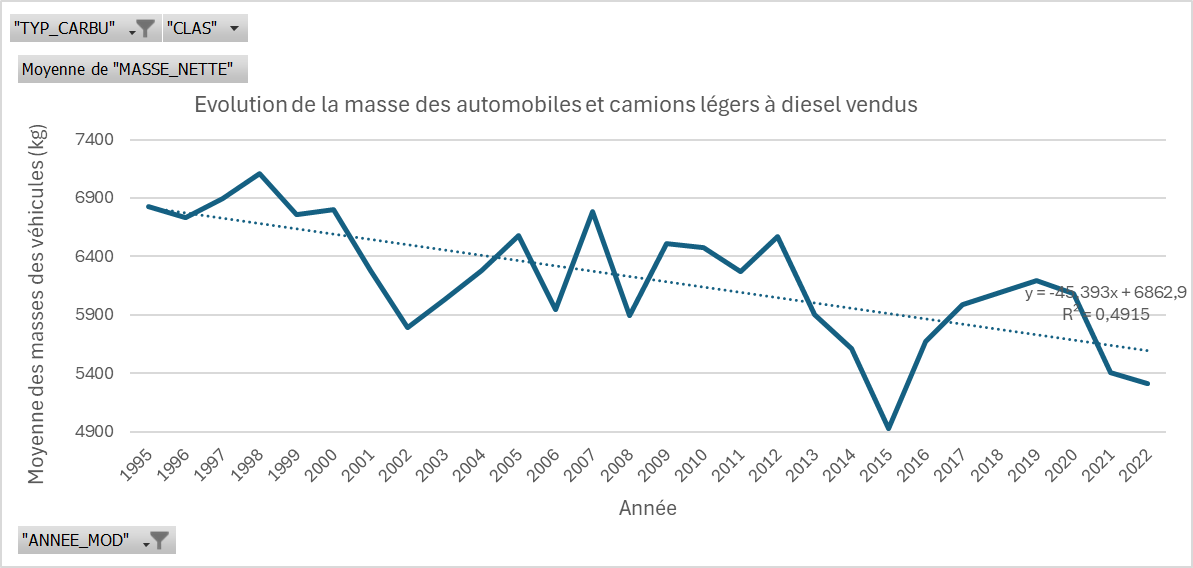 "TYP_CARBU" "CLAS"
Moyenne de "MASSE_NETTE"
Evolution de la masse des automobiles et camions légers à diesel vendus
Moyenne des masses des véhicules (kg)
7400
6900
6400
5900
5400
4900
y = -45,393x + 6862,9
R² = 0,4915
1995 1996 1997 1998 1999 2000 2001 2002 2003 2004 2005 2006 2007 2008 2009 2010 2011 2012 2013 2014 2015 2016 2017 2018 2019 2020 2021 2022
Année
"ANNEE_MOD"